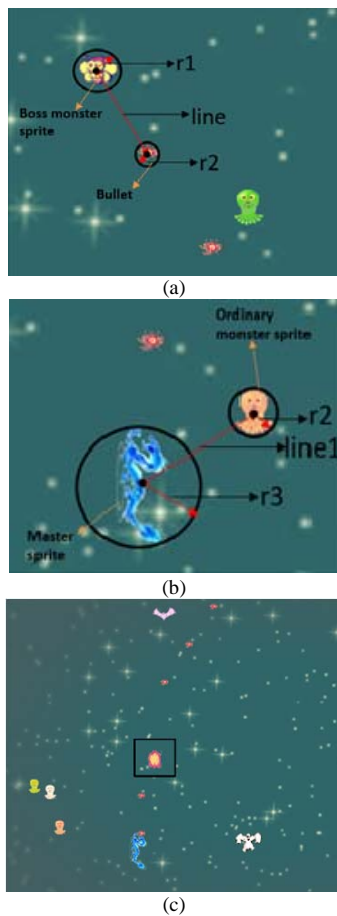 r1
Boss monster
sprite
line
r2
Bullet
(a)
Ordinary
monster sprite
r2
line1
r3
Master
sprite
(b)
(c)